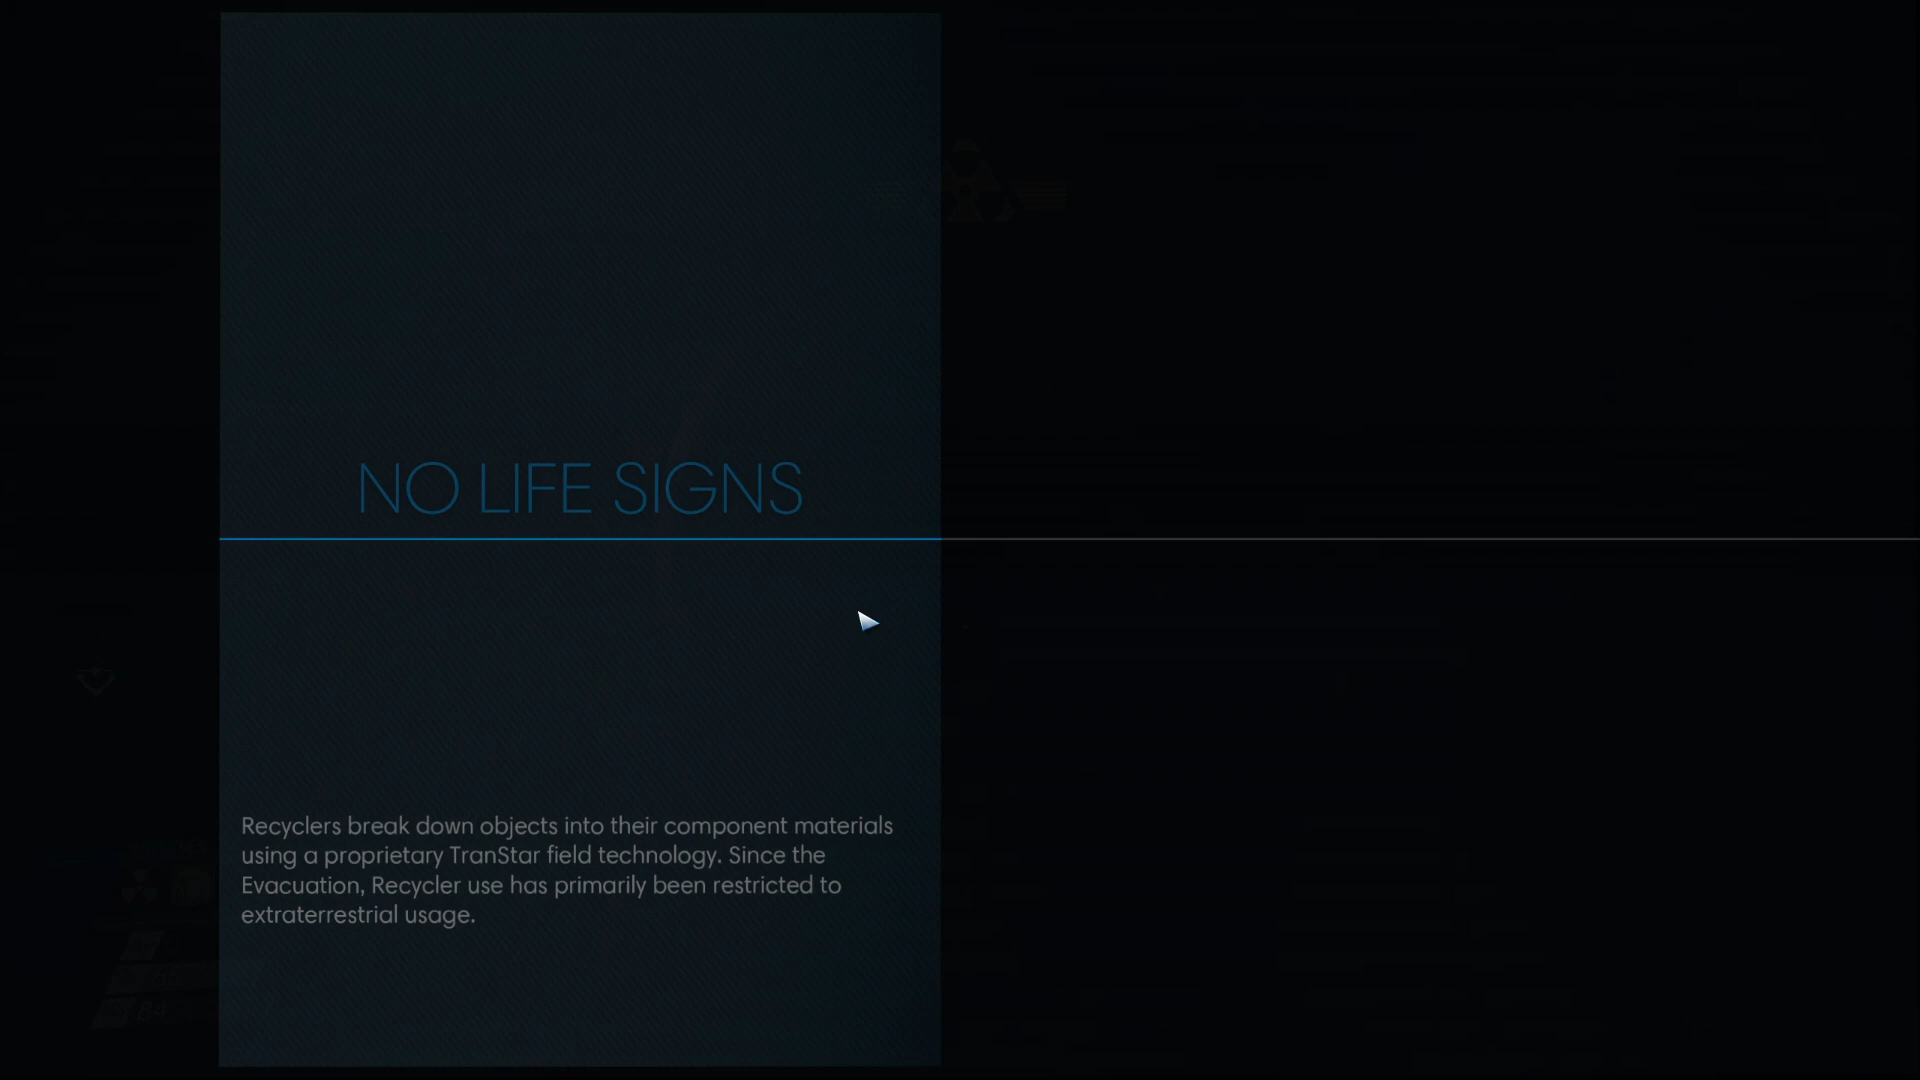 NO LIFE SIGNS
Recyclers break down objects into their component materials
using a proprietary TranStar field technology. Since the
Evacuation, Recycler use has primarily been restricted to
extraterrestrial usage.
84